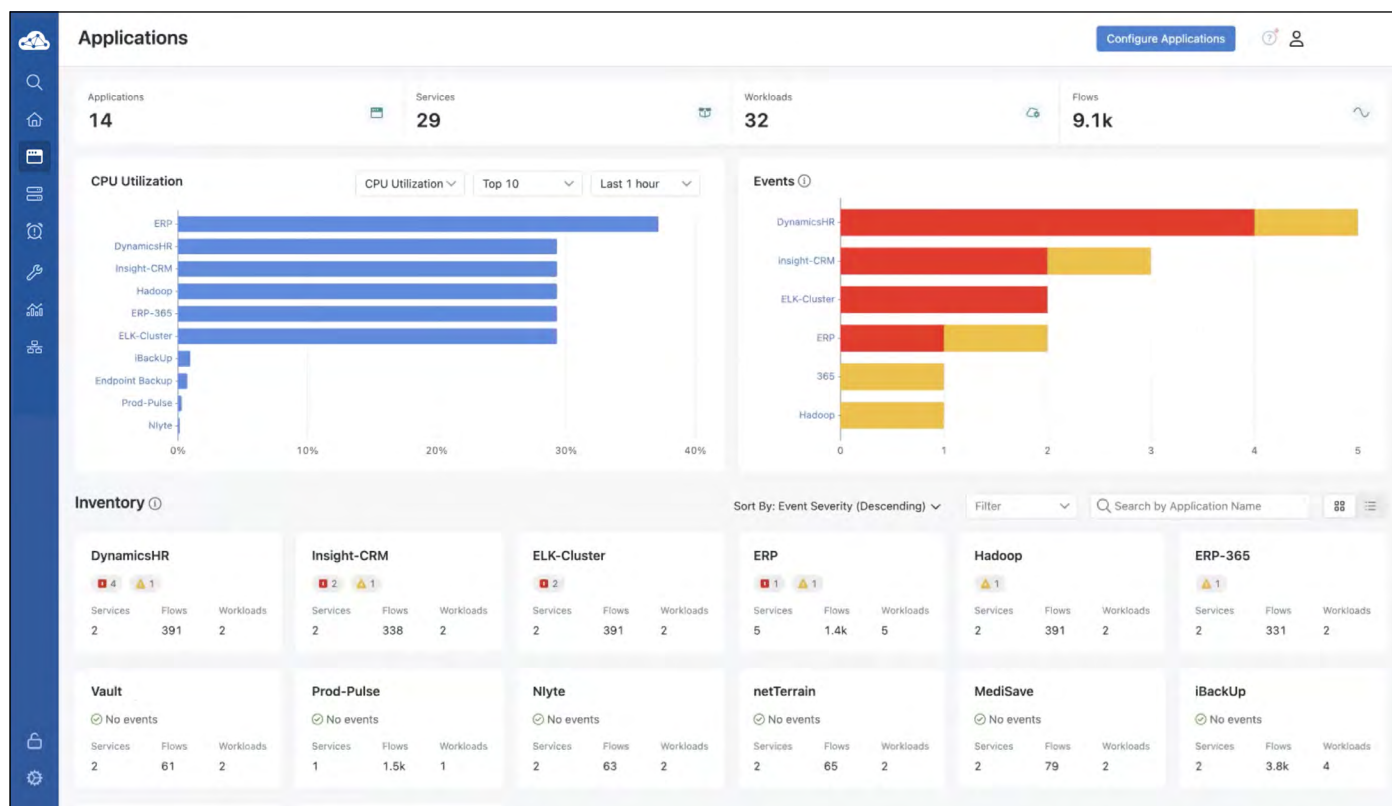 Applications
Configure Applications
Applications
14
Services
29
Workloads
32
Flows
9.1k
CPU Utilization
CPU Utilization
Top 10
Last 1 hour
ERP
DynamicsHR
Insight-CRM
Hadoop
ERP-365
ELK-Cluster
iBackUp
Endpoint Backup
Prod-Pulse
Nlyte
0% 10% 20% 30% 40%
Events
DynamicsHR
insight-CRM
ELK-Cluster
ERP
365
Hadoop
0 1 2 3 4 5
Inventory
Sort By: Event Severity (Descending)
Filter
Search by Application Name
DynamicsHR
4 1
Services Flows Workloads
2 391 2
Insight-CRM
2 1
Services Flows Workloads
2 338 2
ELK-Cluster
2
Services Flows Workloads
2 391 2
ERP
1 1
Services Flows Workloads
5 1.4k 5
Hadoop
1
Services Flows Workloads
2 391 2
ERP-365
1
Services Flows Workloads
2 331 2
Vault
No events
Services Flows Workloads
2 61 2
Prod-Pulse
No events
Services Flows Workloads
1 1.5k 1
Nlyte
No events
Services Flows Workloads
2 63 2
netTerrain
No events
Services Flows Workloads
2 65 2
MediSave
No events
Services Flows Workloads
2 79 2
iBackUp
No events
Services Flows Workloads
2 3.8k 4